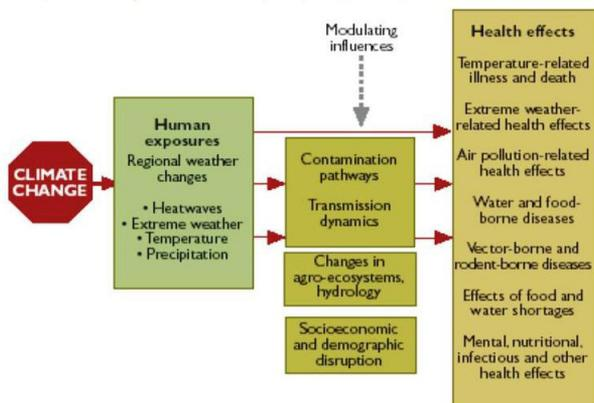 Modulating
influences
CLIMATE
CHANGE
Human
exposures
Regional weather
changes
• Heatwaves
• Extreme weather
• Temperature
• Precipitation
Contamination
pathways
Transmission
dynamics
Changes in
agro-ecosystems,
hydrology
Socioeconomic
and demographic
disruption
Health effects
Temperature-related
illness and death
Extreme weather-
related health effects
Air pollution-related
health effects
Water and food-
borne diseases
Vector-borne and
rodent-borne diseases
Effects of food and
water shortages
Mental, nutritional,
infectious and other
health effects